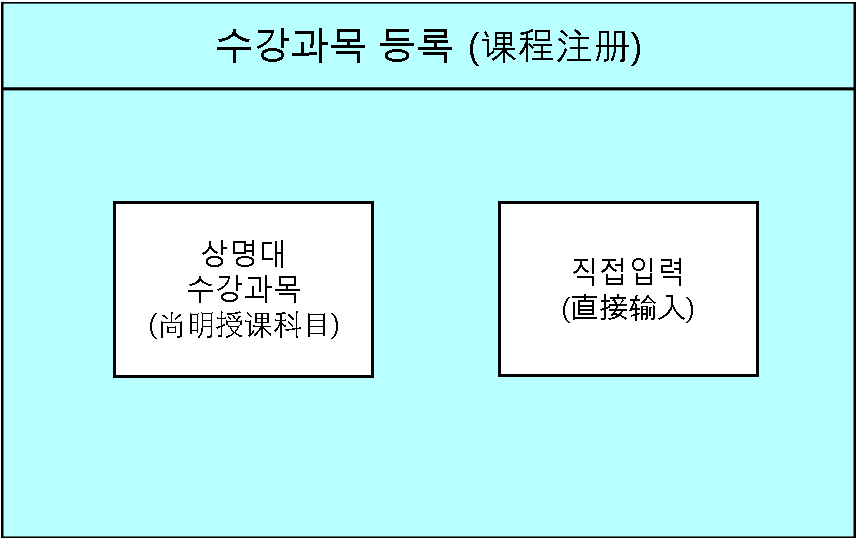 수강과목 등록 (课程注册)
상명대
수강과목
(尚明授课科目)
직접입력
(直接输入)